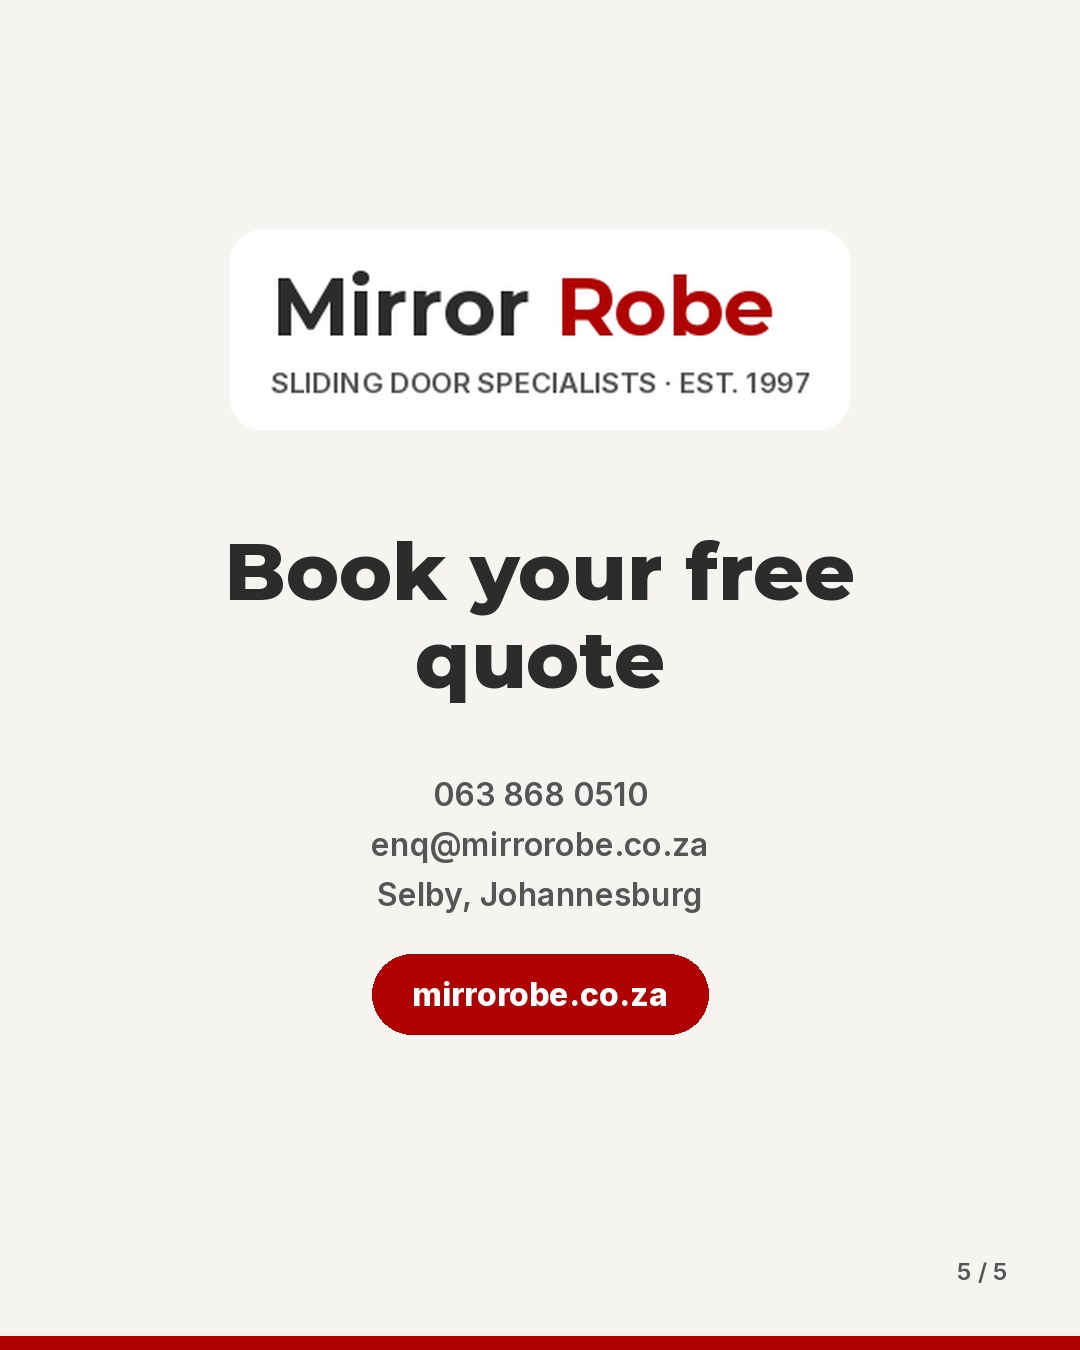 Mirror Robe
SLIDING DOOR SPECIALISTS · EST. 1997
Book your free
quote
063 868 0510
enq@mirrorobe.co.za
Selby, Johannesburg
mirrorobe.co.za
5 / 5